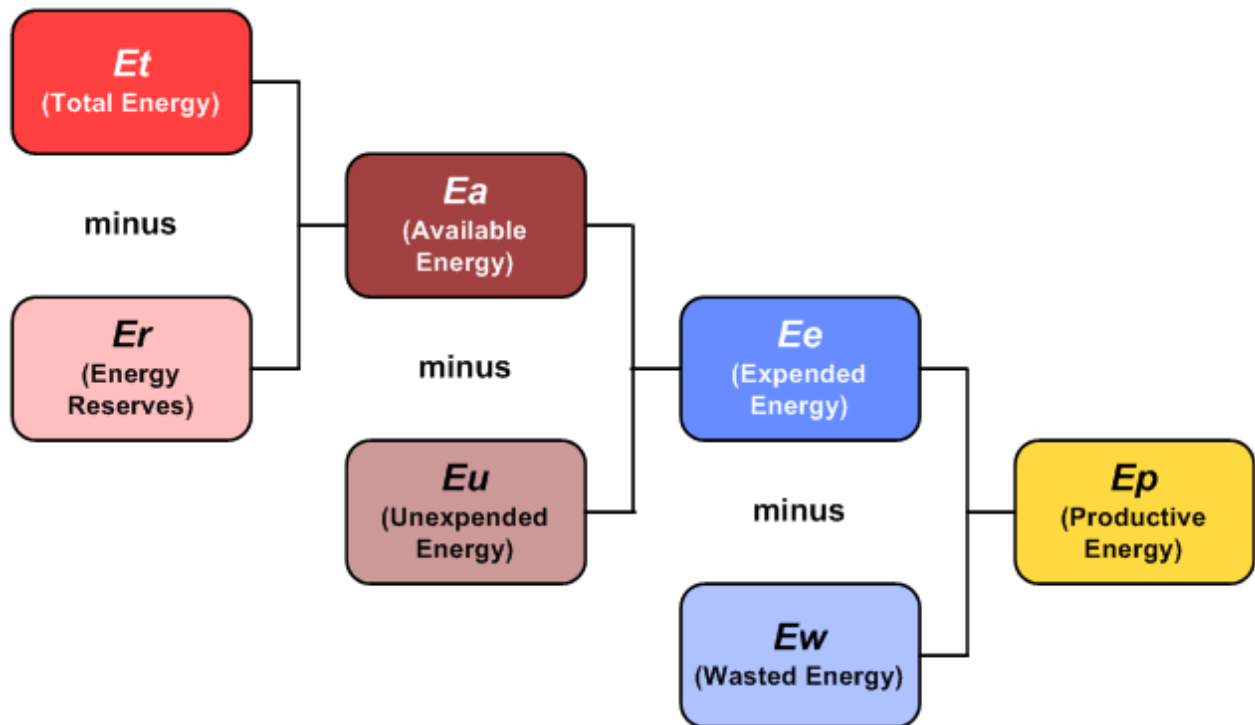 Et
(Total Energy)
minus
Er
(Energy
Reserves)
Ea
(Available
Energy)
minus
Eu
(Unexpended
Energy)
Ee
(Expended
Energy)
minus
Ew
(Wasted Energy)
Ep
(Productive
Energy)